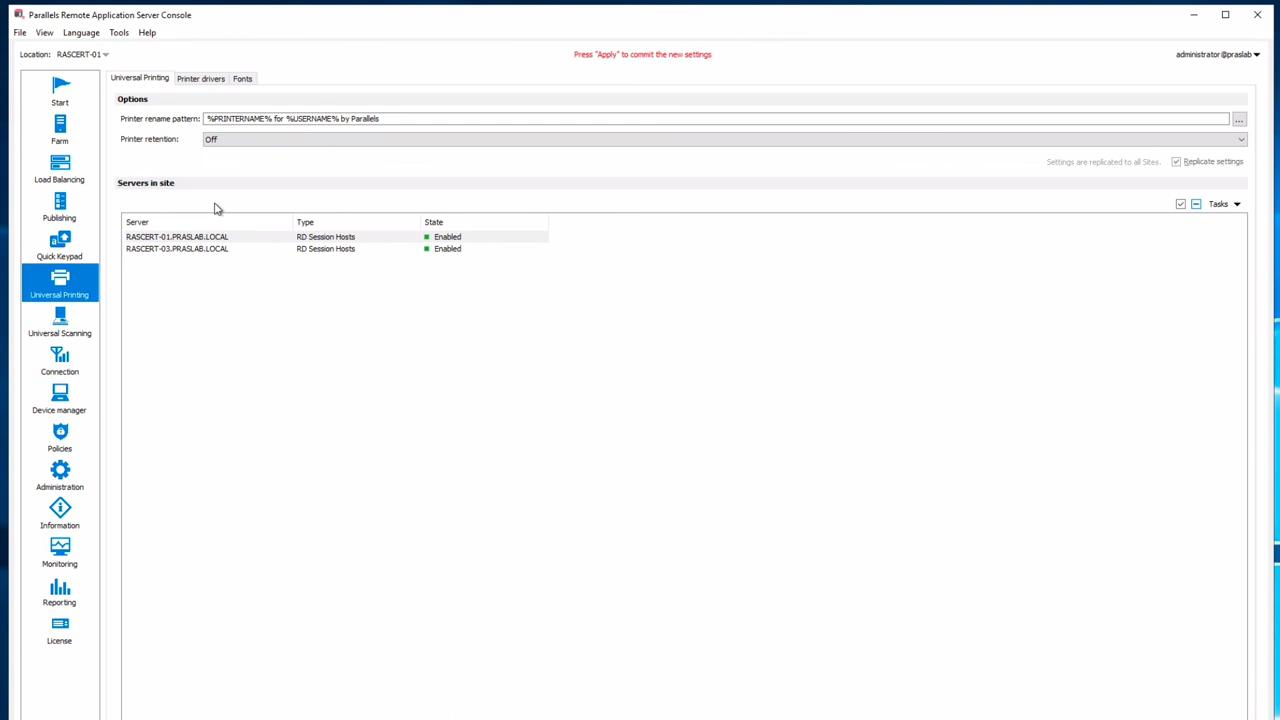 Parallels Remote Application Server Console
File View Language Tools Help
Location: RASCERT-01
Press "Apply" to commit the new settings
administrator@praslab
Start
Farm
Load Balancing
Publishing
Quick Keypad
Universal Printing
Universal Scanning
Connection
Device manager
Policies
Administration
Information
Monitoring
Reporting
License
Universal Printing Printer drivers Fonts
Options
Printer rename pattern: %PRINTERNAME% for %USERNAME% by Parallels ...
Printer retention: Off
Settings are replicated to all Sites. Replicate settings
Servers in site
Tasks
Server Type State
RASCERT-01.PRASLAB.LOCAL RD Session Hosts Enabled
RASCERT-03.PRASLAB.LOCAL RD Session Hosts Enabled